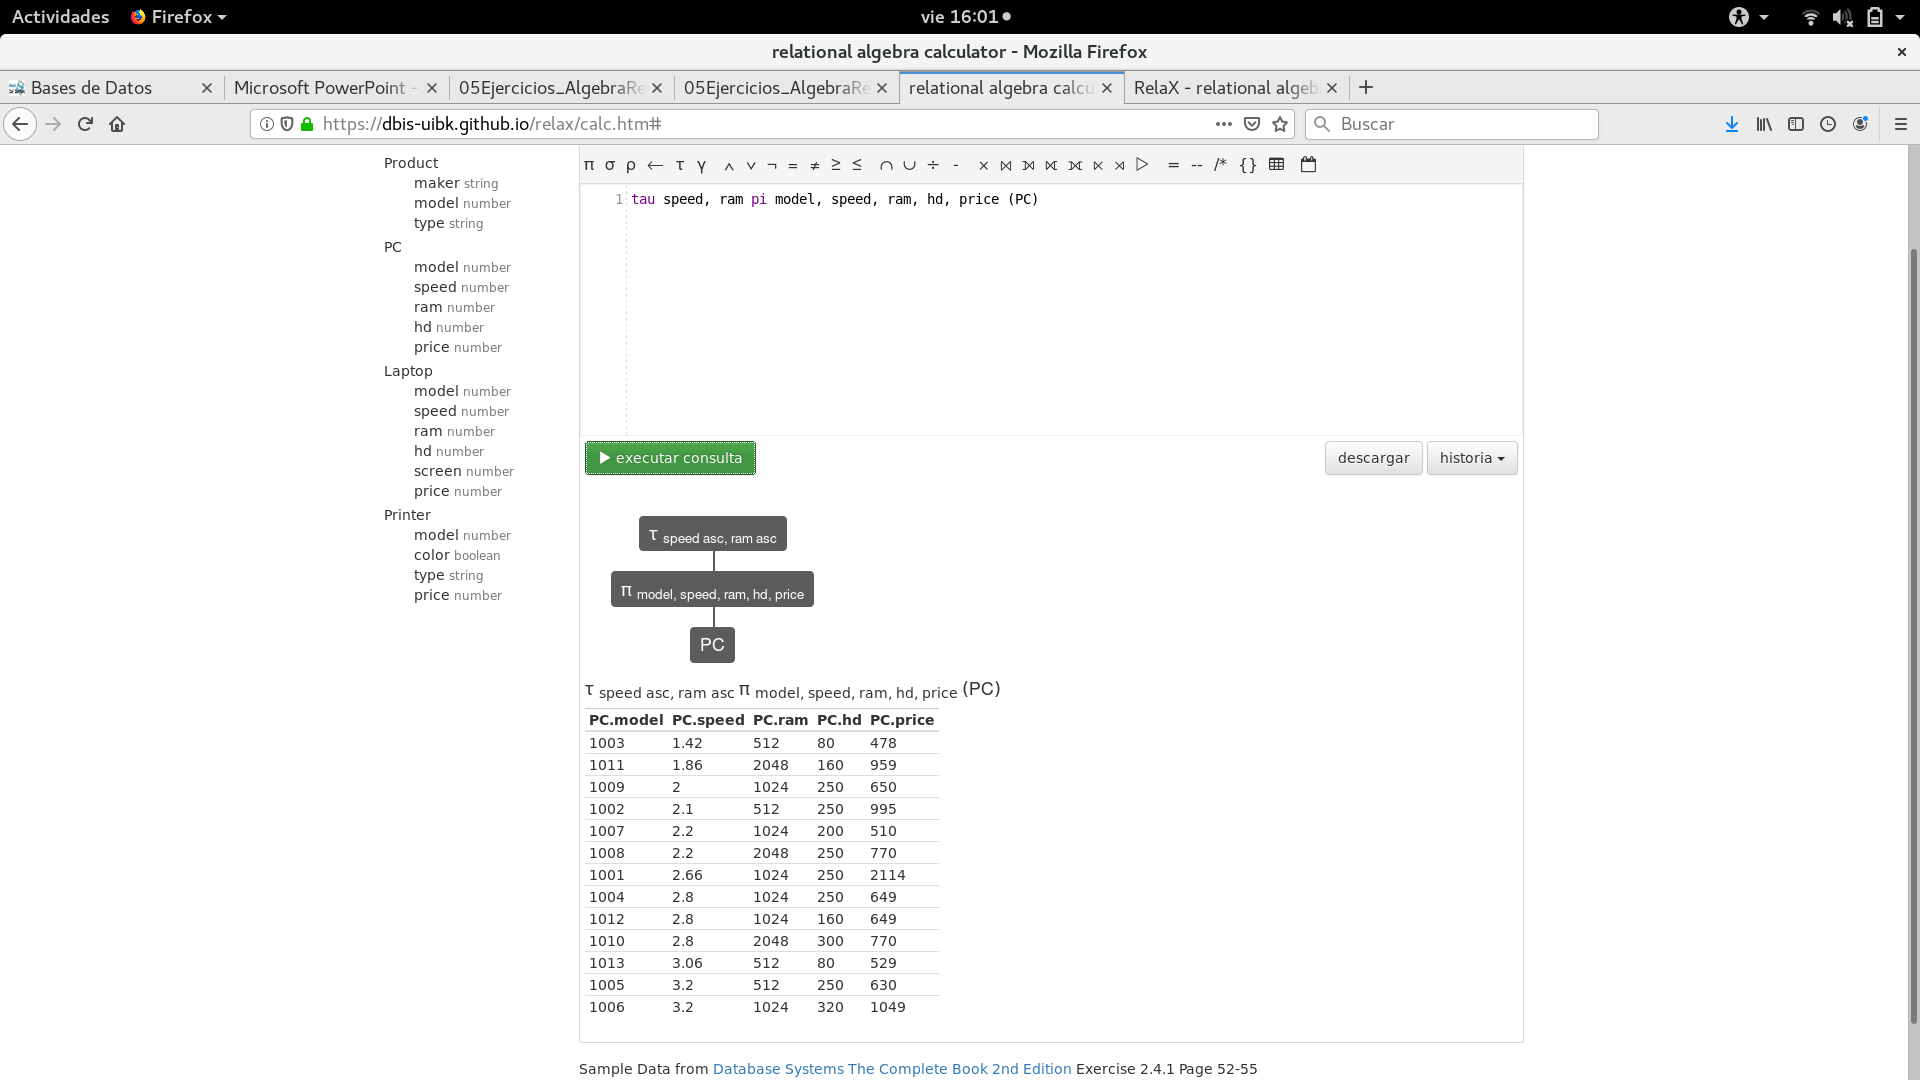 Actividades Firefox vie 16:01
relational algebra calculator - Mozilla Firefox
Bases de Datos Microsoft PowerPoint - 05Ejercicios_AlgebraRe 05Ejercicios_AlgebraRe relational algebra calcu RelaX - relational algeb
https://dbis-uibk.github.io/relax/calc.htm# Buscar
Product
maker string
model number
type string
PC
model number
speed number
ram number
hd number
price number
Laptop
model number
speed number
ram number
hd number
screen number
price number
Printer
model number
color boolean
type string
price number
π σ ρ ← τ γ ∧ ∨ ¬ = ≠ ≥ ≤ ∩ ∪ ÷ - × ⋈ ⟕ ⟖ ⟗ ⋉ ⋊ ▷ = -- /* {}
1 tau speed, ram pi model, speed, ram, hd, price (PC)
executar consulta descargar historia
τ speed asc, ram asc
π model, speed, ram, hd, price
PC
τ speed asc, ram asc π model, speed, ram, hd, price (PC)
PC.model PC.speed PC.ram PC.hd PC.price
1003 1.42 512 80 478
1011 1.86 2048 160 959
1009 2 1024 250 650
1002 2.1 512 250 995
1007 2.2 1024 200 510
1008 2.2 2048 250 770
1001 2.66 1024 250 2114
1004 2.8 1024 250 649
1012 2.8 1024 160 649
1010 2.8 2048 300 770
1013 3.06 512 80 529
1005 3.2 512 250 630
1006 3.2 1024 320 1049
Sample Data from Database Systems The Complete Book 2nd Edition Exercise 2.4.1 Page 52-55